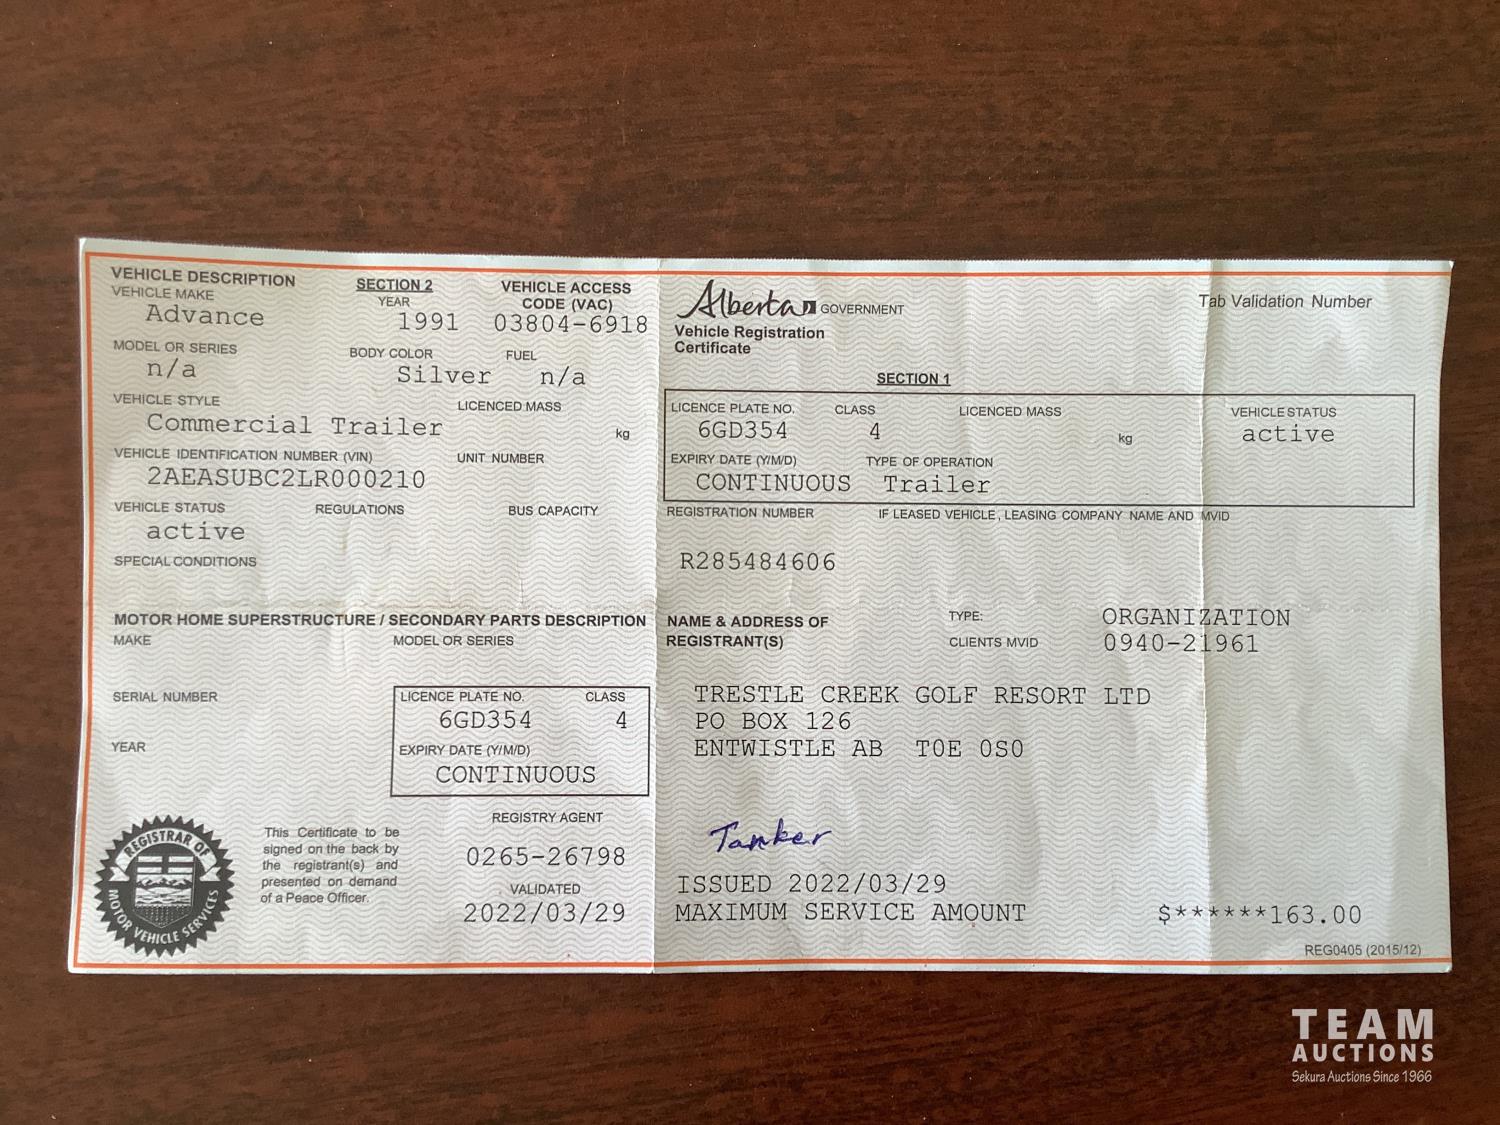 VEHICLE DESCRIPTION
VEHICLE MAKE
Advance
SECTION 2
YEAR
1991
VEHICLE ACCESS
CODE (VAC)
03804-6918
MODEL OR SERIES
n/a
BODY COLOR
Silver
FUEL
n/a
VEHICLE STYLE
Commercial Trailer
LICENCED MASS
kg
VEHICLE IDENTIFICATION NUMBER (VIN)
2AEASUBC2LR000210
UNIT NUMBER
VEHICLE STATUS
active
REGULATIONS
BUS CAPACITY
SPECIAL CONDITIONS
MOTOR HOME SUPERSTRUCTURE / SECONDARY PARTS DESCRIPTION
MAKE
MODEL OR SERIES
SERIAL NUMBER
YEAR
LICENCE PLATE NO.
CLASS
6GD354
4
EXPIRY DATE (Y/M/D)
CONTINUOUS
REGISTRAR OF
MOTOR VEHICLE SERVICES
This Certificate to be
signed on the back by
the registrant(s) and
presented on demand
of a Peace Officer.
REGISTRY AGENT
0265-26798
VALIDATED
2022/03/29
Alberta GOVERNMENT
Vehicle Registration
Certificate
Tab Validation Number
SECTION 1
LICENCE PLATE NO.
CLASS
LICENCED MASS
VEHICLE STATUS
6GD354
4
kg
active
EXPIRY DATE (Y/M/D)
TYPE OF OPERATION
CONTINUOUS
Trailer
REGISTRATION NUMBER
IF LEASED VEHICLE, LEASING COMPANY NAME AND MVID
R285484606
NAME & ADDRESS OF
REGISTRANT(S)
TYPE:
ORGANIZATION
CLIENTS MVID
0940-21961
TRESTLE CREEK GOLF RESORT LTD
PO BOX 126
ENTWISTLE AB T0E 0S0
Tanker
ISSUED 2022/03/29
MAXIMUM SERVICE AMOUNT
$******163.00
REG0405 (2015/12)
TEAM
AUCTIONS
Sekura Auctions Since 1966